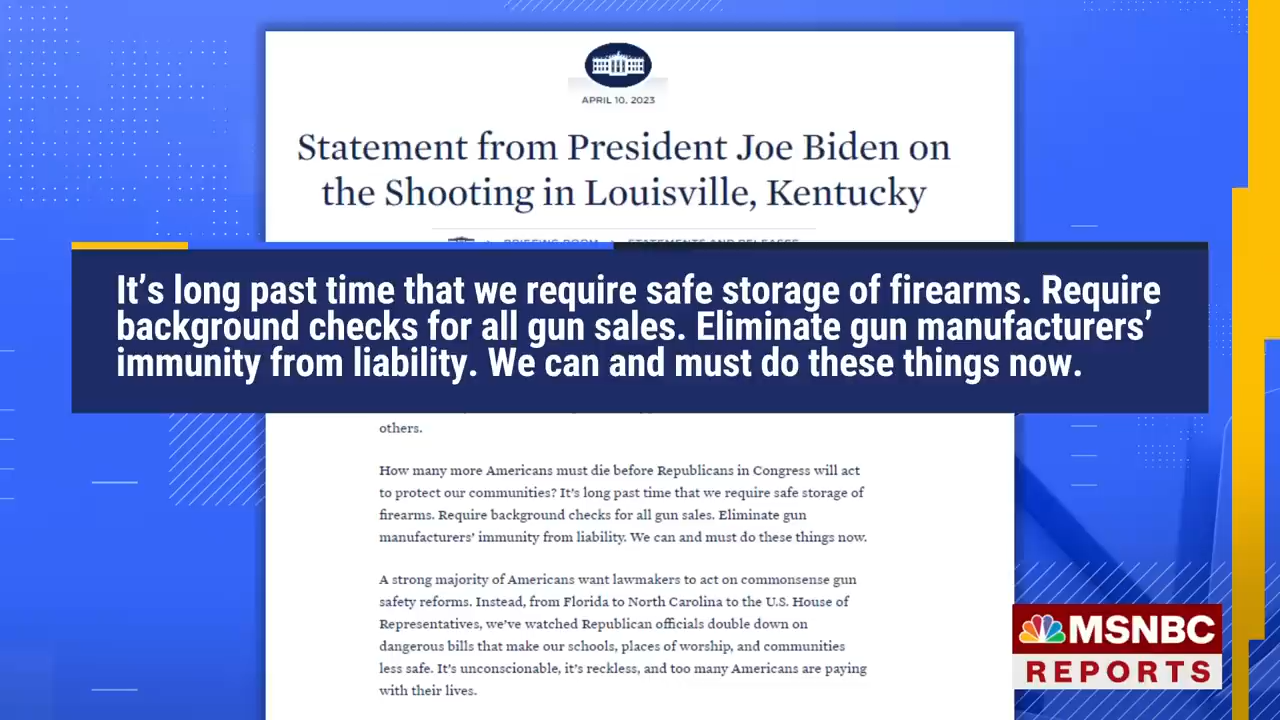 APRIL 10, 2023
Statement from President Joe Biden on
the Shooting in Louisville, Kentucky
BRIEFING ROOM
STATEMENTS AND RELEASES
It’s long past time that we require safe storage of firearms. Require
background checks for all gun sales. Eliminate gun manufacturers’
immunity from liability. We can and must do these things now.
others.
How many more Americans must die before Republicans in Congress will act
to protect our communities? It’s long past time that we require safe storage of
firearms. Require background checks for all gun sales. Eliminate gun
manufacturers’ immunity from liability. We can and must do these things now.
A strong majority of Americans want lawmakers to act on commonsense gun
safety reforms. Instead, from Florida to North Carolina to the U.S. House of
Representatives, we’ve watched Republican officials double down on
dangerous bills that make our schools, places of worship, and communities
less safe. It’s unconscionable, it’s reckless, and too many Americans are paying
with their lives.
MSNBC
REPORTS